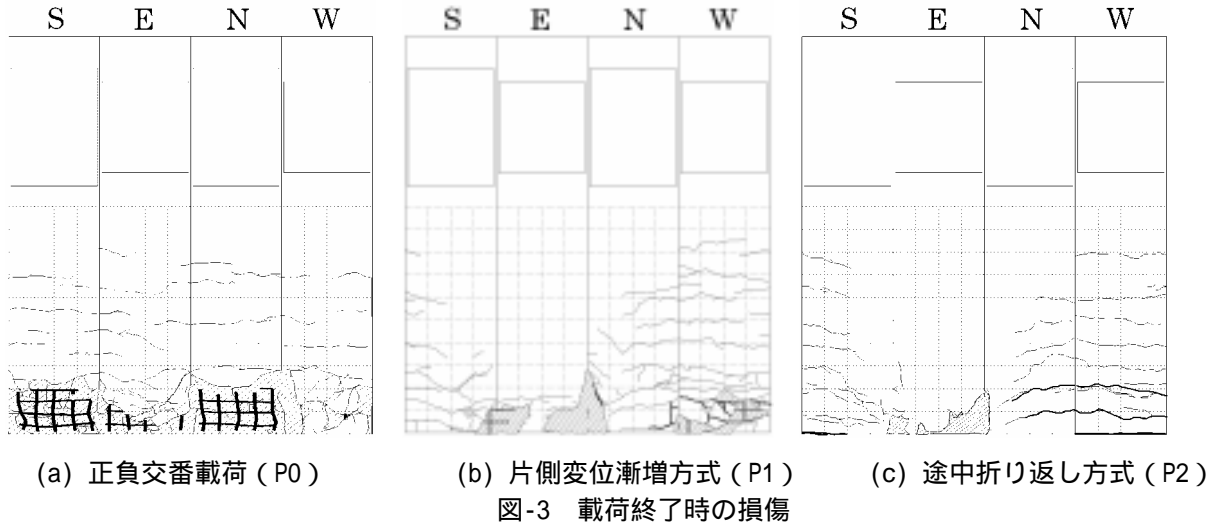 S E N W
S E N W
S E N W
(a) 正負交番載荷（P0）
(b) 片側変位漸増方式（P1）
(c) 途中折り返し方式（P2）
図-3 載荷終了時の損傷